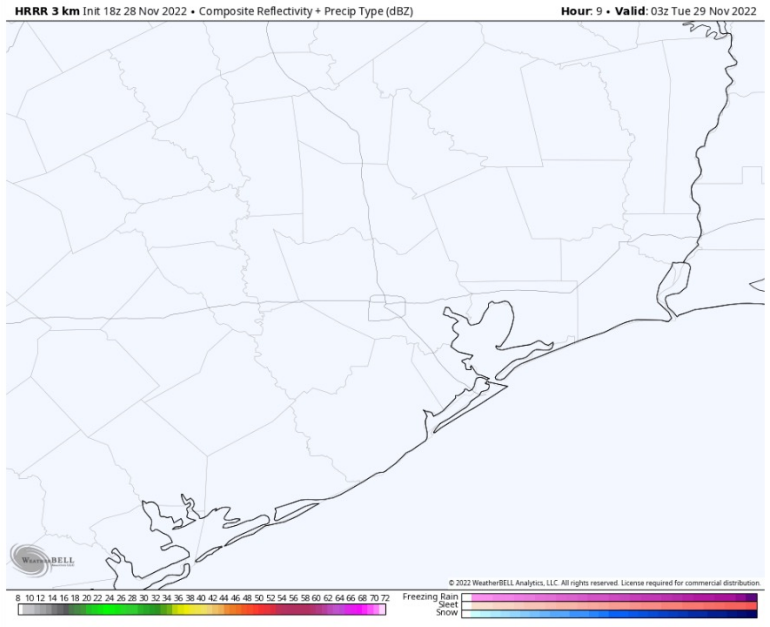 HRRR 3 km Init 18z 28 Nov 2022 • Composite Reflectivity + Precip Type (dBZ) Hour: 9 • Valid: 03z Tue 29 Nov 2022
WEATHERBELL
© 2022 WeatherBELL Analytics, LLC. All rights reserved. License required for commercial distribution.
8 10 12 14 16 18 20 22 24 26 28 30 32 34 36 38 40 42 44 46 48 50 52 54 56 58 60 62 64 66 68 70 72
Freezing Rain
Sleet
Snow